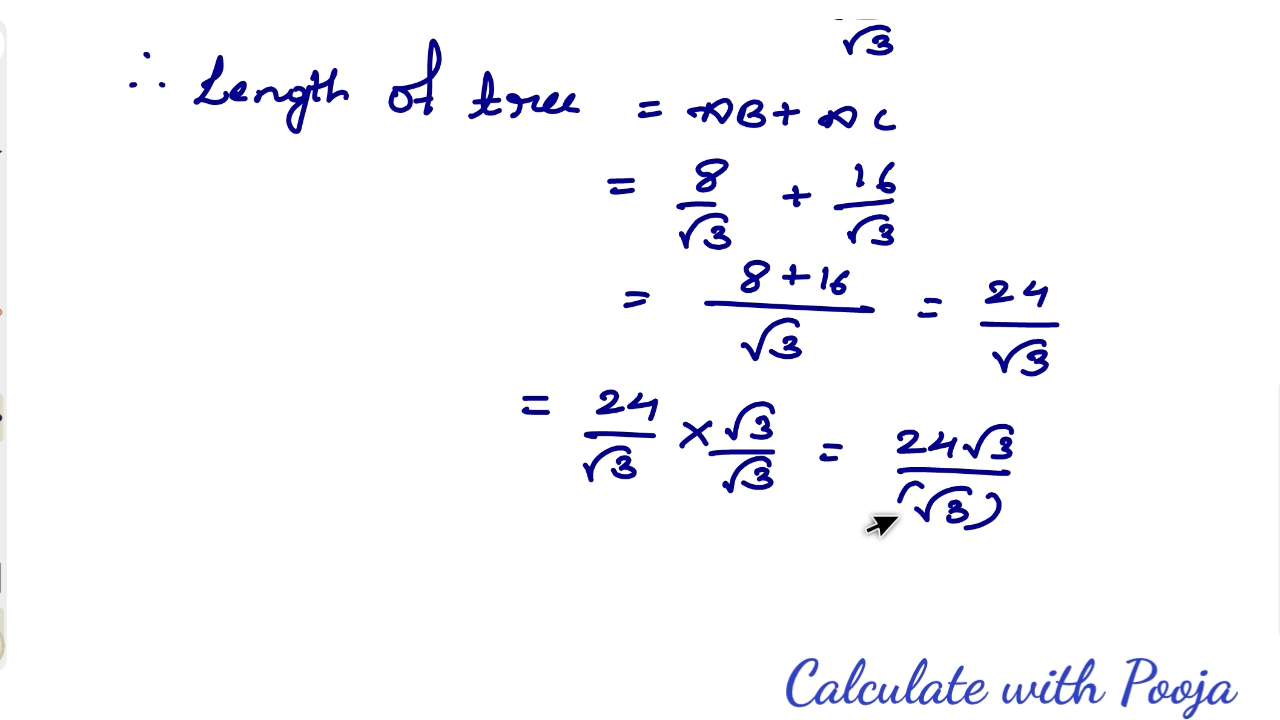 √3
∴ Length of tree = AB + AC
= 8/√3 + 16/√3
= 8+16/√3 = 24/√3
= 24/√3 × √3/√3 = 24√3/(√3)
Calculate with Pooja